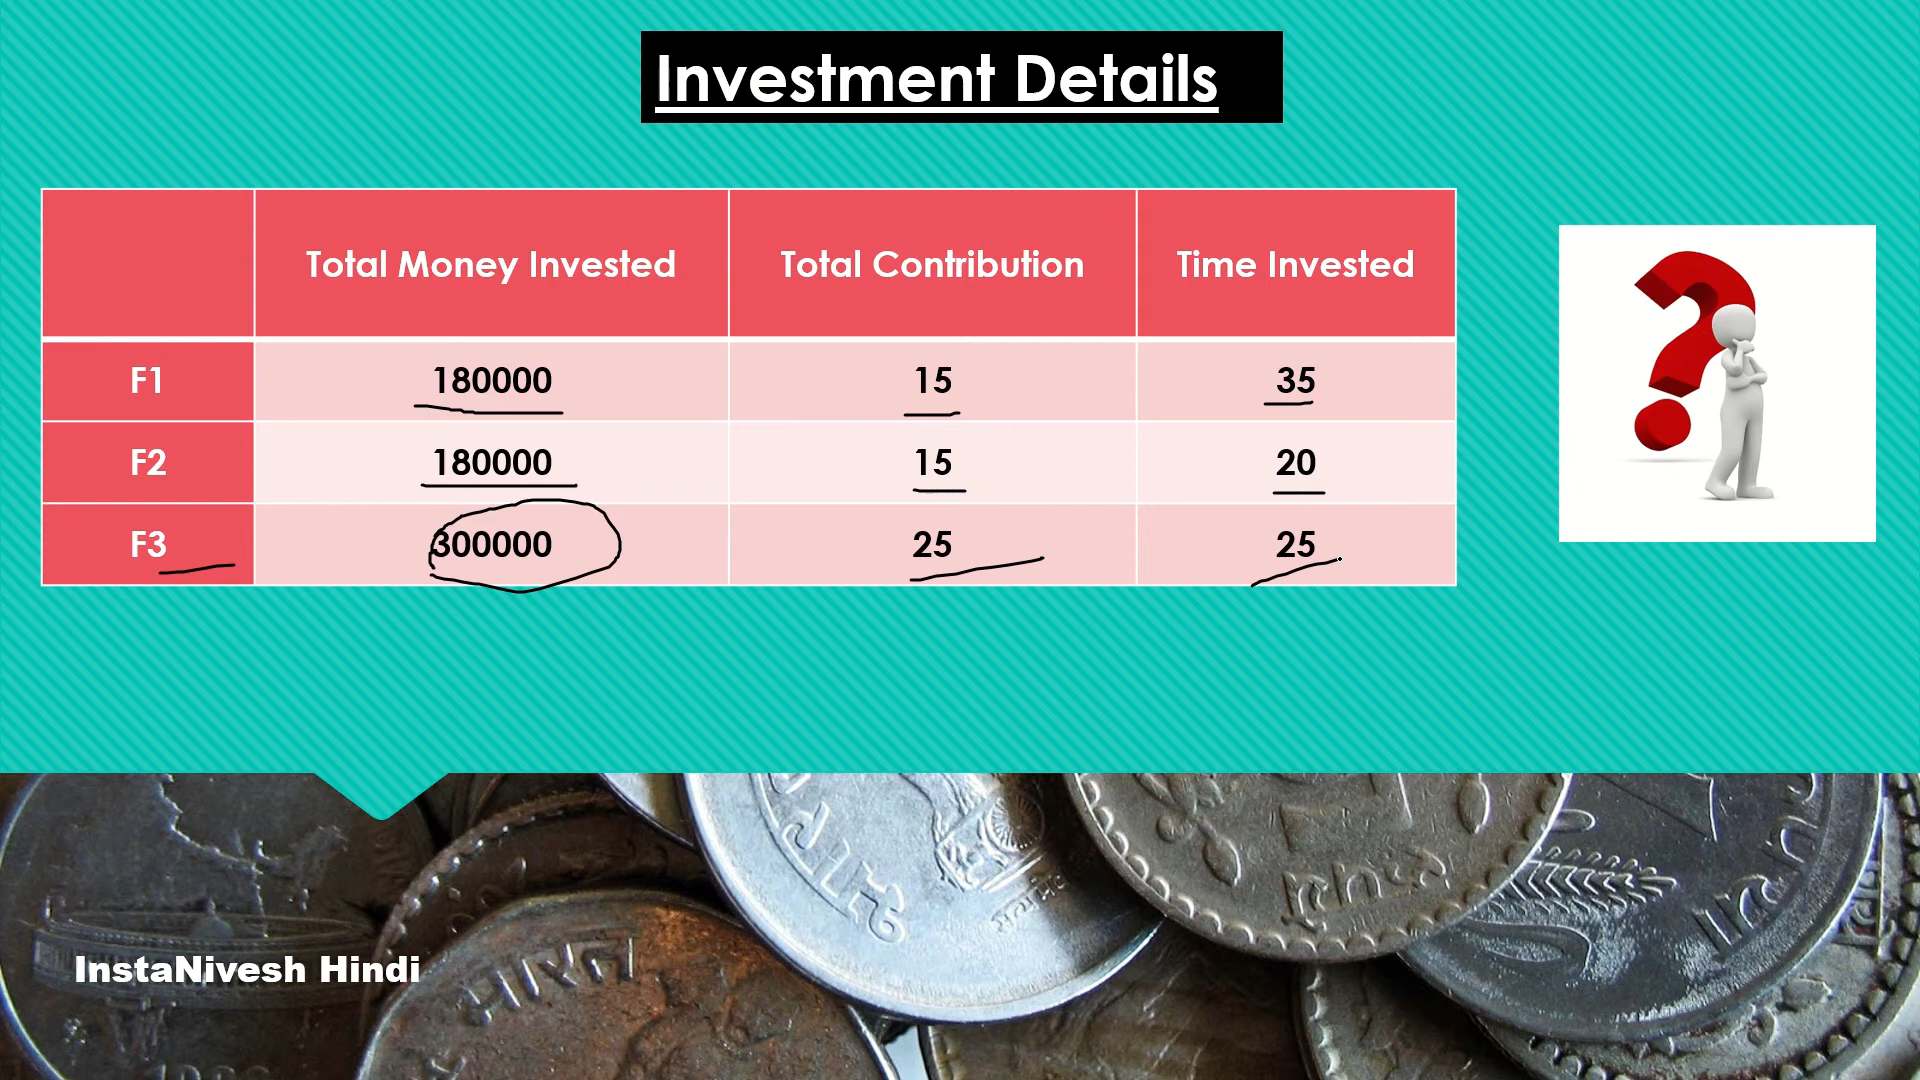 Investment Details
Total Money Invested Total Contribution Time Invested
F1 180000 15 35
F2 180000 15 20
F3 300000 25 25
InstaNivesh Hindi